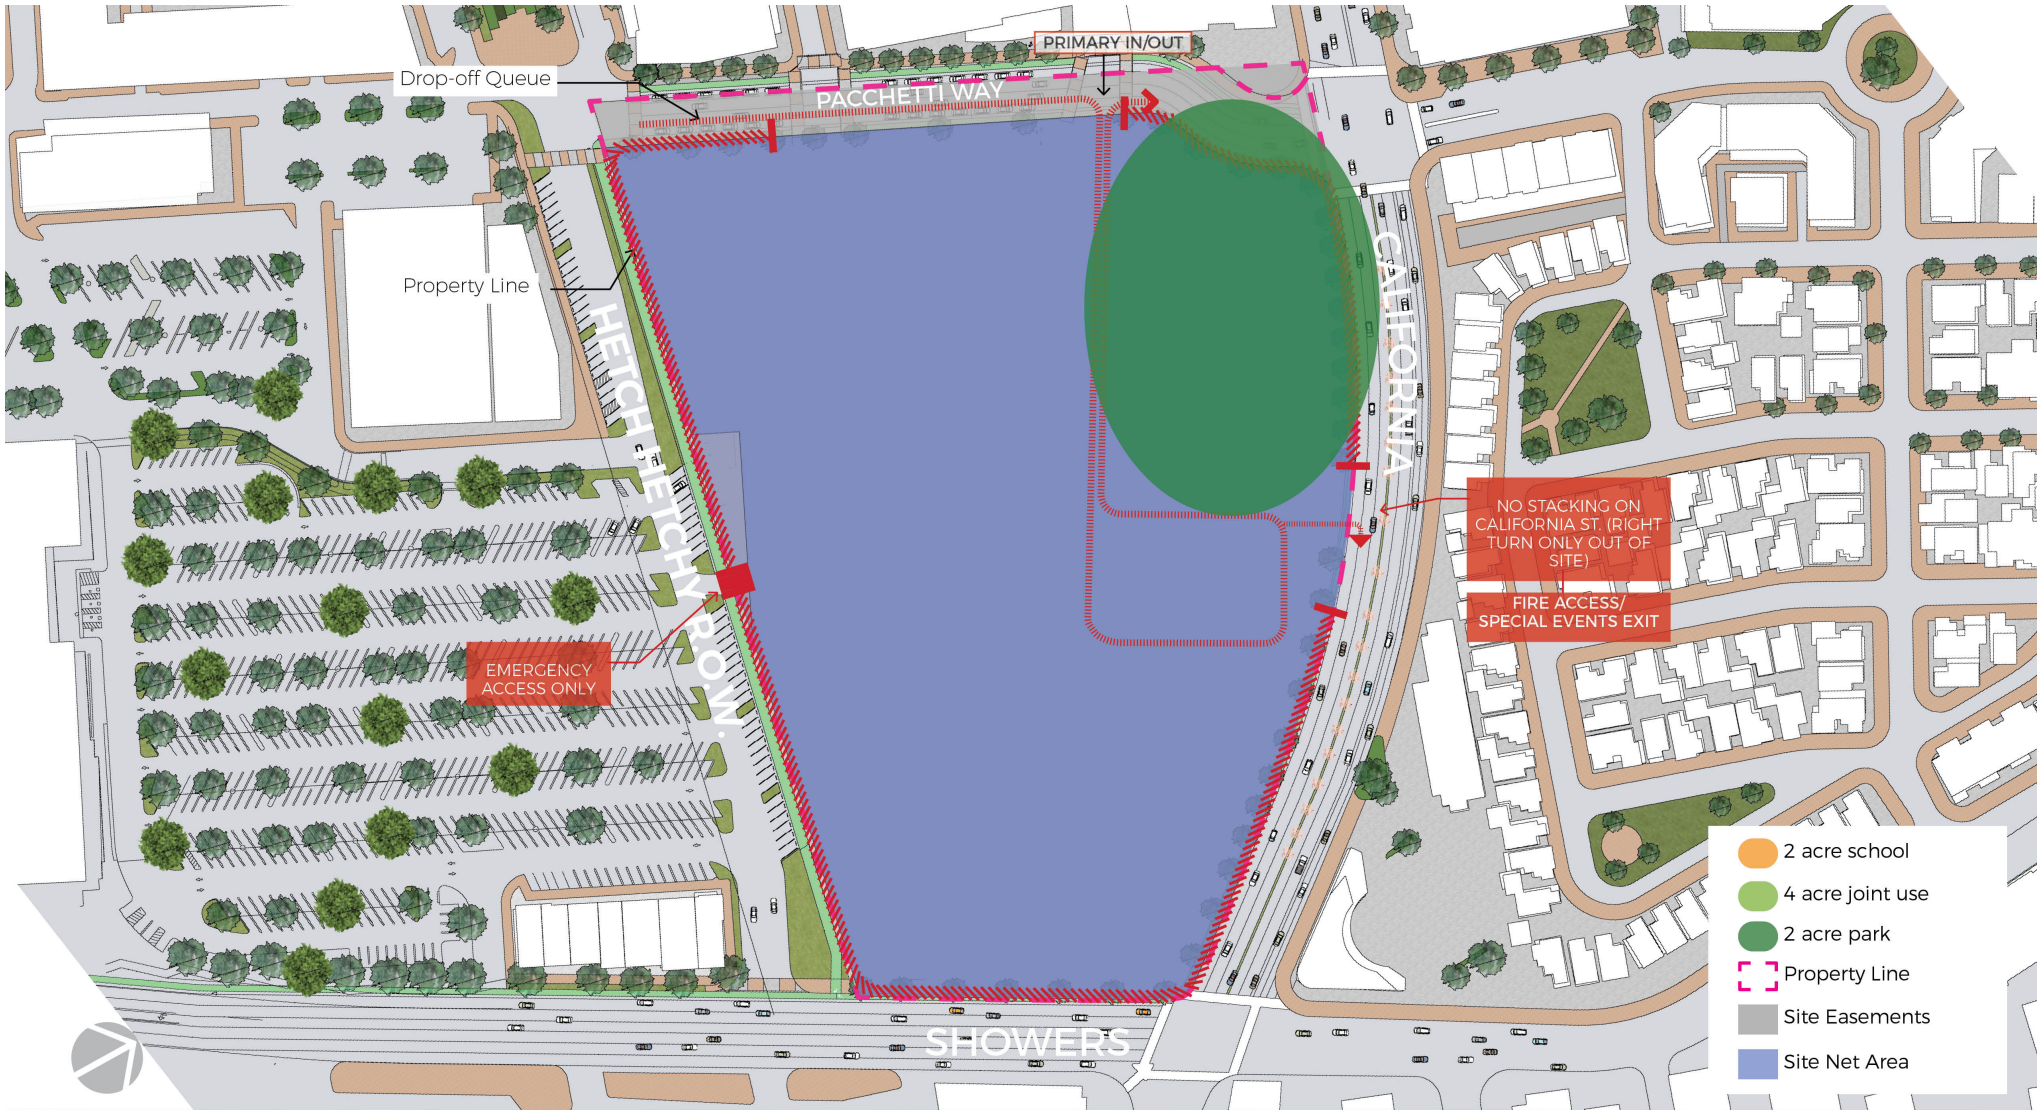 PRIMARY IN/OUT
Drop-off Queue
PACCHETTI WAY
Property Line
HETCH HETCHY R.O.W.
CALIFORNIA
NO STACKING ON
CALIFORNIA ST. (RIGHT
TURN ONLY OUT OF
SITE)
FIRE ACCESS/
SPECIAL EVENTS EXIT
EMERGENCY
ACCESS ONLY
SHOWERS
2 acre school
4 acre joint use
2 acre park
Property Line
Site Easements
Site Net Area